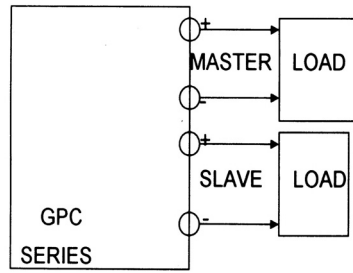 +
MASTER LOAD
-
+
SLAVE LOAD
-
GPC
SERIES